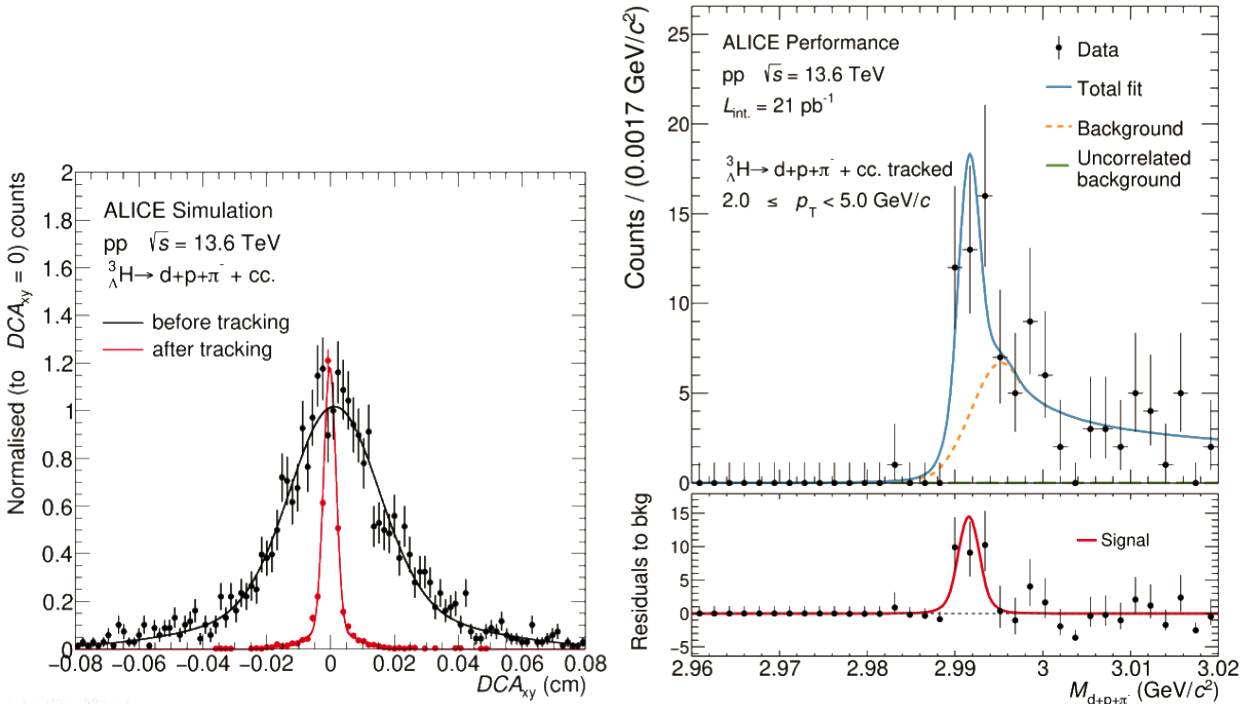 ALICE Simulation
pp √s = 13.6 TeV
³ΛH→ d+p+π⁻ + cc.
before tracking
after tracking
Normalised (to DCAxy = 0) counts
2
1.8
1.6
1.4
1.2
1
0.8
0.6
0.4
0.2
0
−0.08
−0.06
−0.04
−0.02
0
0.02
0.04
0.06
0.08
DCAxy (cm)
ALICE Performance
pp √s = 13.6 TeV
Lint. = 21 pb⁻¹
³ΛH→ d+p+π⁻ + cc. tracked
2.0 ≤ pT < 5.0 GeV/c
Data
Total fit
Background
Uncorrelated
background
Counts / (0.0017 GeV/c²)
25
20
15
10
5
0
Signal
Residuals to bkg
15
10
5
0
−5
2.96
2.97
2.98
2.99
3
3.01
3.02
Md+p+π⁻ (GeV/c²)